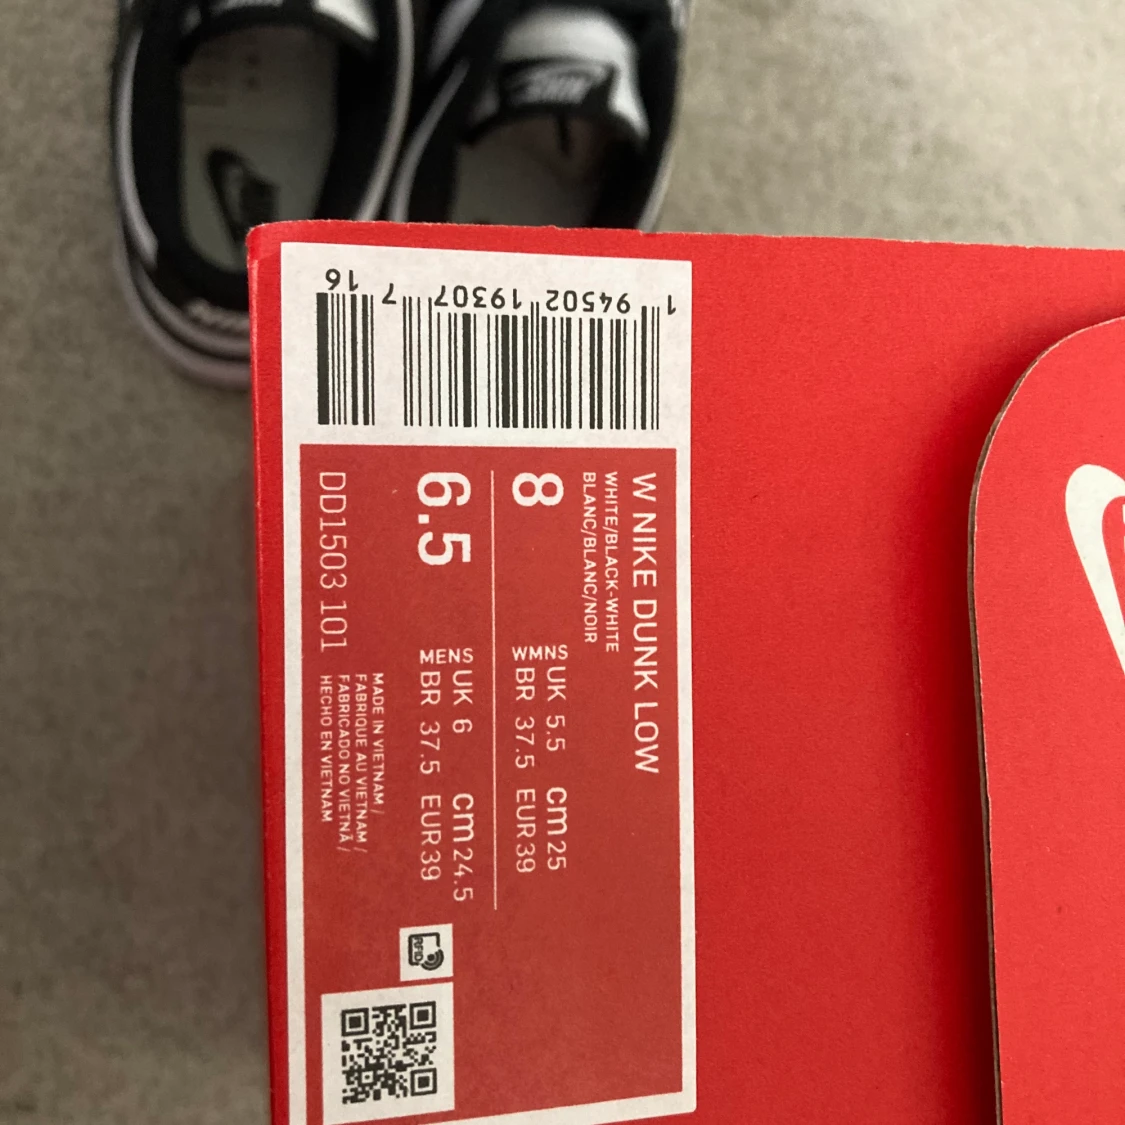 1 94502 19307 7 16
W NIKE DUNK LOW
WHITE/BLACK-WHITE
BLANC/BLANC/NOIR
8 WMNS UK 5.5 cm 25
BR 37.5 EUR 39
6.5 MENS UK 6 cm 24.5
BR 37.5 EUR 39
DD1503 101
MADE IN VIETNAM /
FABRIQUE AU VIETNAM /
FABRICADO NO VIETNÃ /
HECHO EN VIETNAM
RFID
NIKE